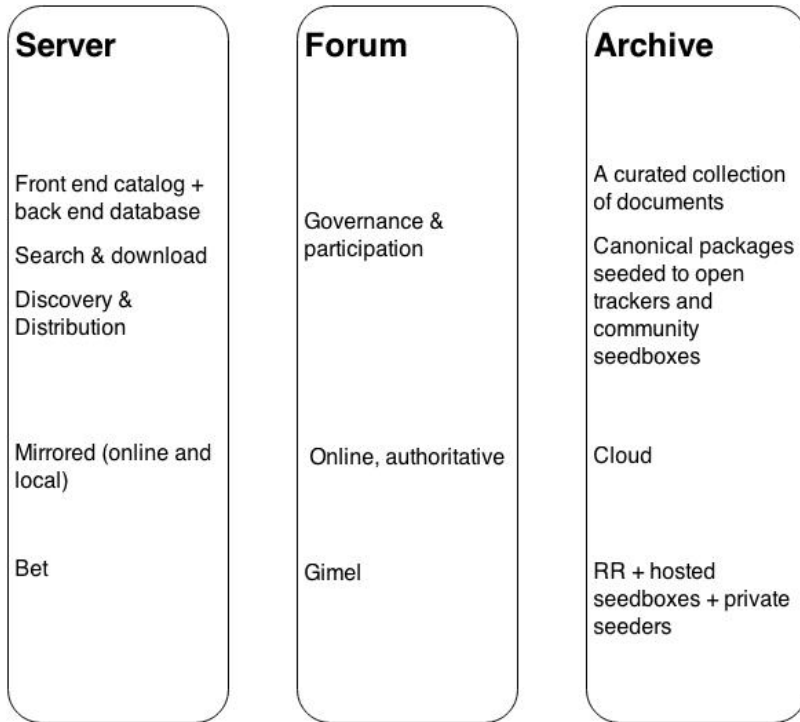 Server
Front end catalog +
back end database
Search & download
Discovery &
Distribution
Mirrored (online and
local)
Bet
Forum
Governance &
participation
Online, authoritative
Gimel
Archive
A curated collection
of documents
Canonical packages
seeded to open
trackers and
community
seedboxes
Cloud
RR + hosted
seedboxes + private
seeders